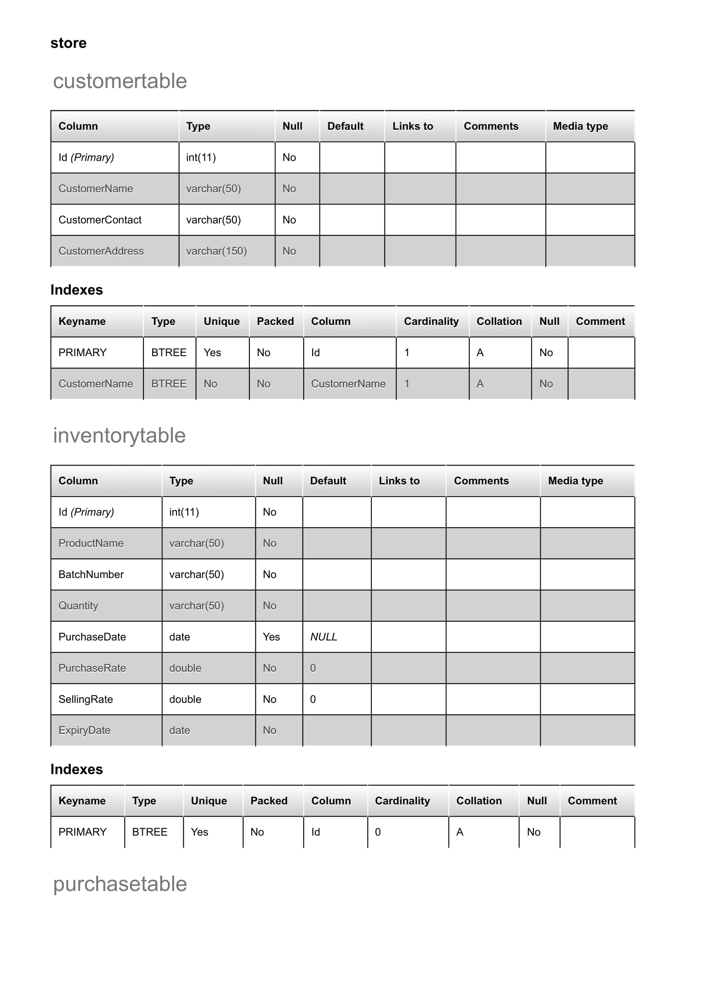 store
customertable
Column Type Null Default Links to Comments Media type
Id (Primary) int(11) No
CustomerName varchar(50) No
CustomerContact varchar(50) No
CustomerAddress varchar(150) No
Indexes
Keyname Type Unique Packed Column Cardinality Collation Null Comment
PRIMARY BTREE Yes No Id 1 A No
CustomerName BTREE No No CustomerName 1 A No
inventorytable
Column Type Null Default Links to Comments Media type
Id (Primary) int(11) No
ProductName varchar(50) No
BatchNumber varchar(50) No
Quantity varchar(50) No
PurchaseDate date Yes NULL
PurchaseRate double No 0
SellingRate double No 0
ExpiryDate date No
Indexes
Keyname Type Unique Packed Column Cardinality Collation Null Comment
PRIMARY BTREE Yes No Id 0 A No
purchasetable